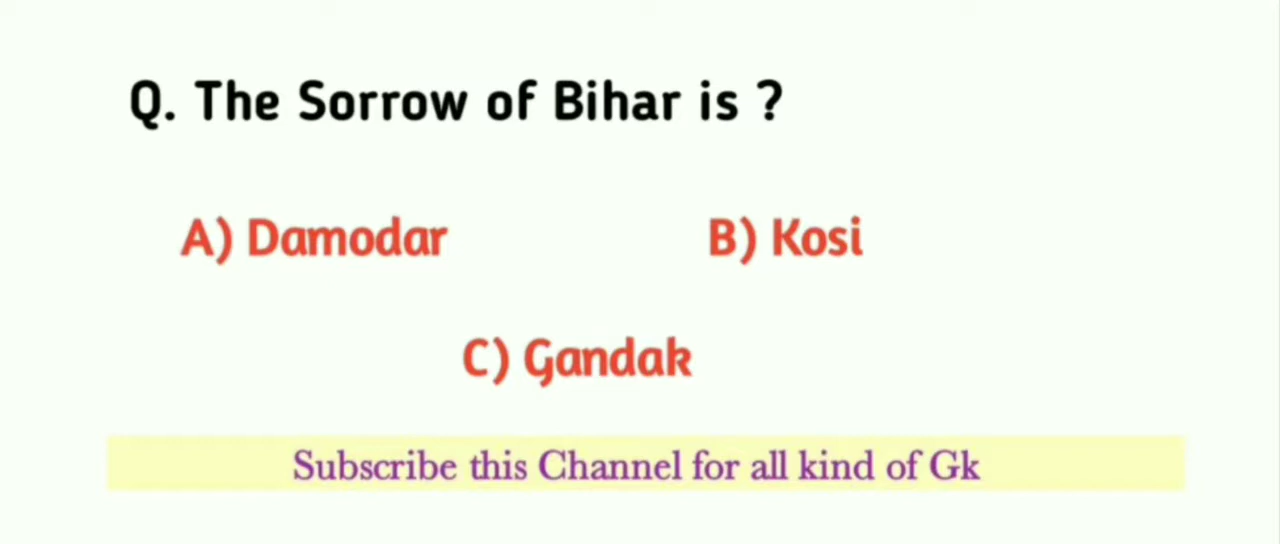 Q. The Sorrow of Bihar is ?
A) Damodar B) Kosi
C) Gandak
Subscribe this Channel for all kind of Gk